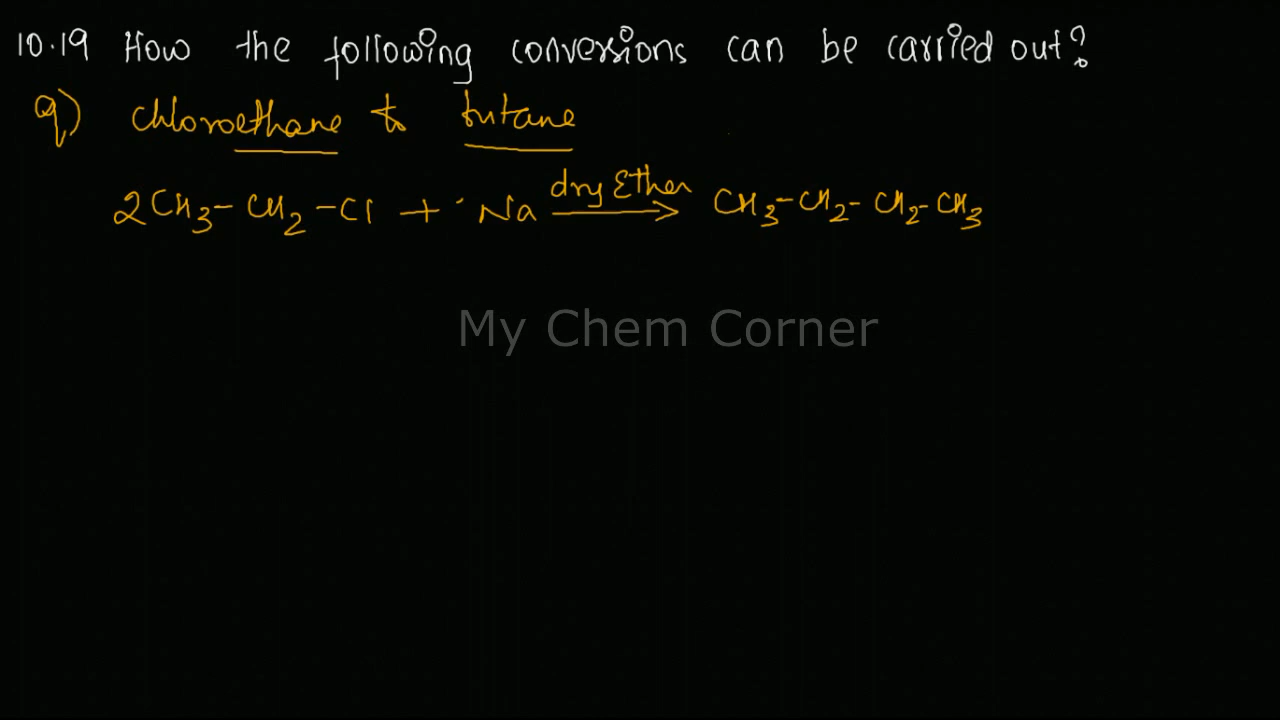 10.19 How the following conversions can be carried out?
q) chloroethane to butane
2CH3-CH2-Cl + Na dry Ether → CH3-CH2-CH2-CH3
My Chem Corner